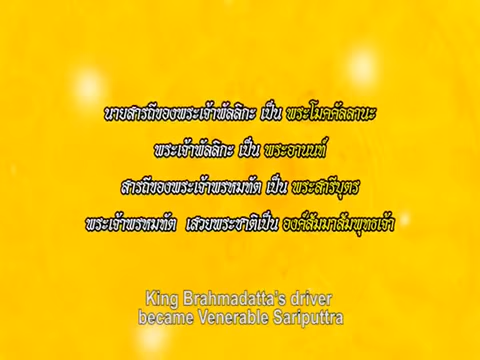 นายสารถีของพระเจ้าพัลลิกะ เป็น พระโมคคัลลานะ
พระเจ้าพัลลิกะ เป็น พระอานนท์
สารถีของพระเจ้าพรหมทัต เป็น พระสารีบุตร
พระเจ้าพรหมทัต เสวยพระชาติเป็น องค์สัมมาสัมพุทธเจ้า
King Brahmadatta's driver
became Venerable Sariputtra